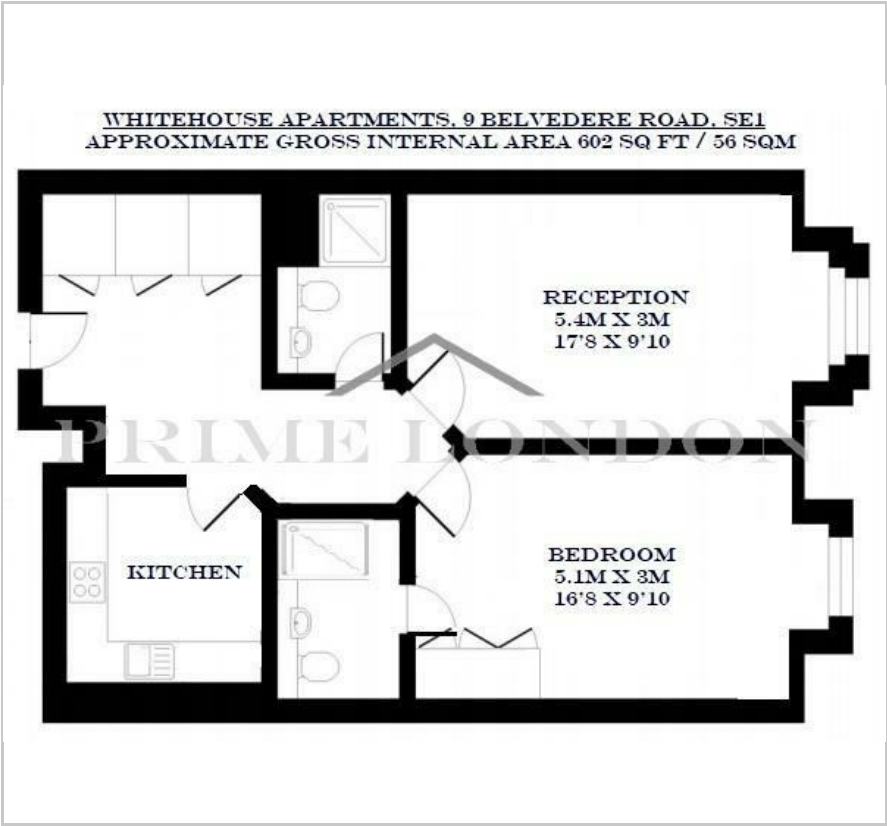 WHITEHOUSE APARTMENTS, 9 BELVEDERE ROAD, SE1
APPROXIMATE GROSS INTERNAL AREA 602 SQ FT / 56 SQM
RECEPTION
5.4M X 3M
17'8 X 9'10
PRIME LONDON
KITCHEN
BEDROOM
5.1M X 3M
16'8 X 9'10